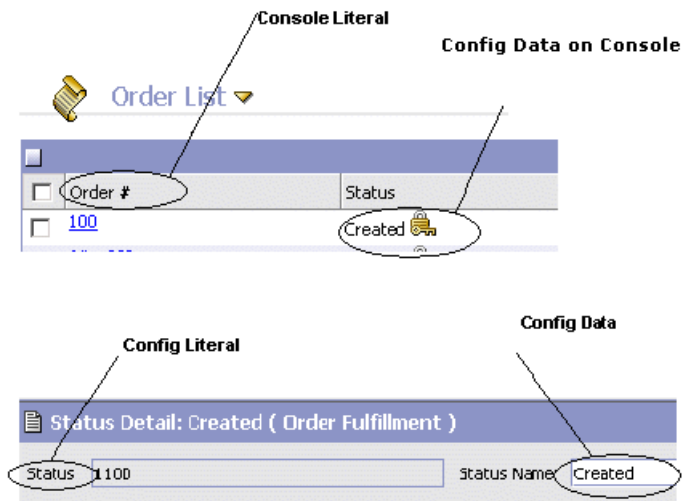 Console Literal
Config Data on Console
Order List
Order # Status
100 Created
Config Data
Config Literal
Status Detail: Created ( Order Fulfillment )
Status 1100 Status Name Created